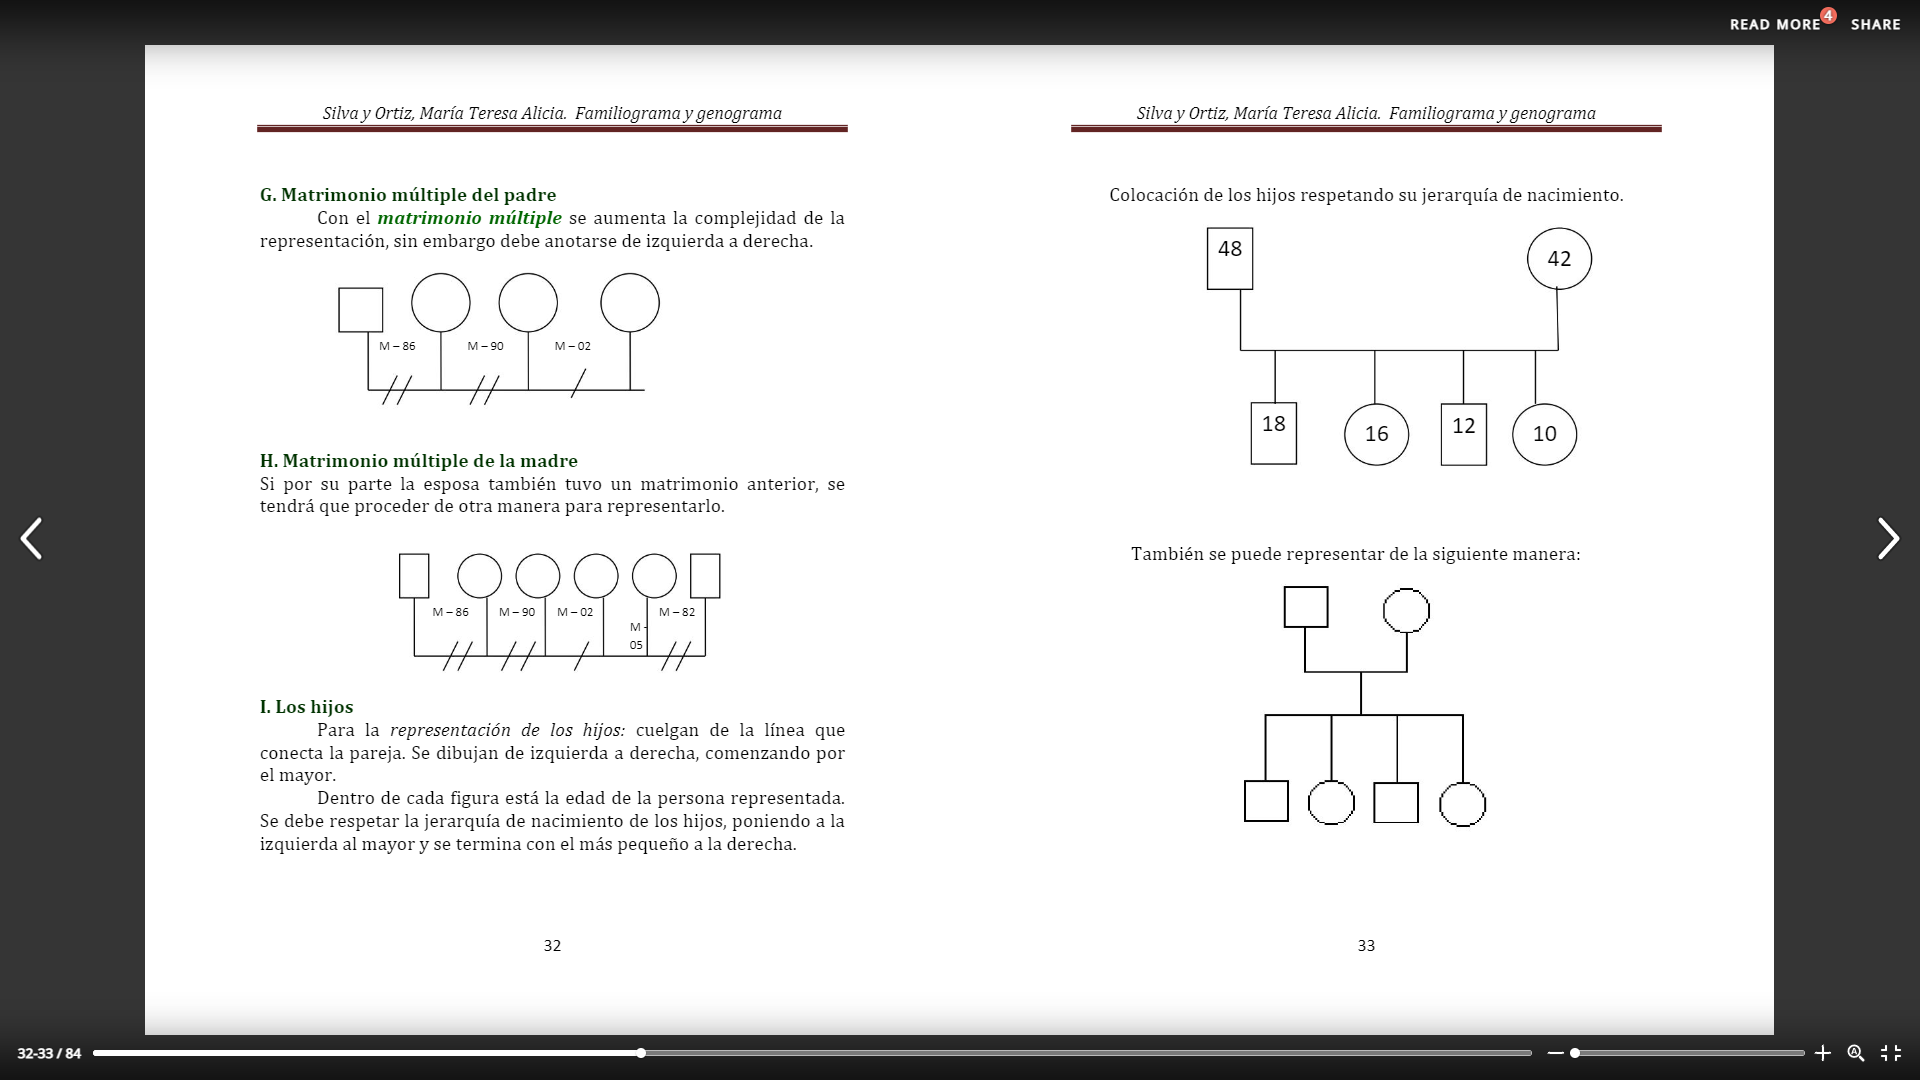 READ MORE 4 SHARE
Silva y Ortiz, María Teresa Alicia. Familiograma y genograma
G. Matrimonio múltiple del padre
Con el matrimonio múltiple se aumenta la complejidad de la
representación, sin embargo debe anotarse de izquierda a derecha.
M – 86 M – 90 M – 02
H. Matrimonio múltiple de la madre
Si por su parte la esposa también tuvo un matrimonio anterior, se
tendrá que proceder de otra manera para representarlo.
M – 86 M – 90 M – 02 M – 82
M -
05
I. Los hijos
Para la representación de los hijos: cuelgan de la línea que
conecta la pareja. Se dibujan de izquierda a derecha, comenzando por
el mayor.
Dentro de cada figura está la edad de la persona representada.
Se debe respetar la jerarquía de nacimiento de los hijos, poniendo a la
izquierda al mayor y se termina con el más pequeño a la derecha.
32
Silva y Ortiz, María Teresa Alicia. Familiograma y genograma
Colocación de los hijos respetando su jerarquía de nacimiento.
48 42
18 16 12 10
También se puede representar de la siguiente manera:
33
32-33 / 84